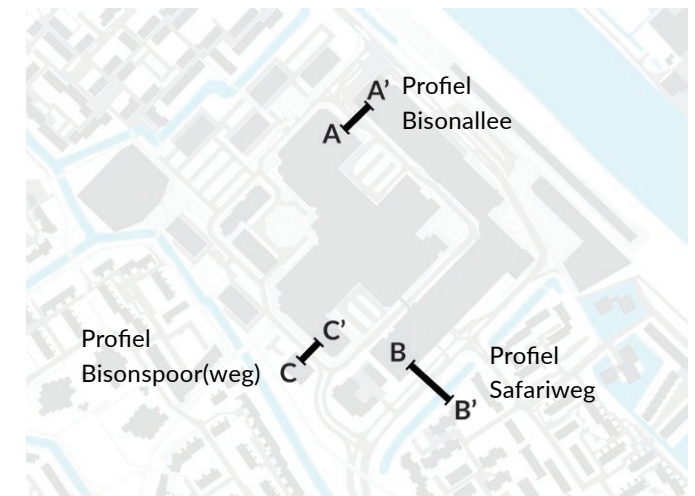 A' Profiel
Bisonallee
A
C'
Profiel
Bisonspoor(weg)
C
B
Profiel
Safariweg
B'